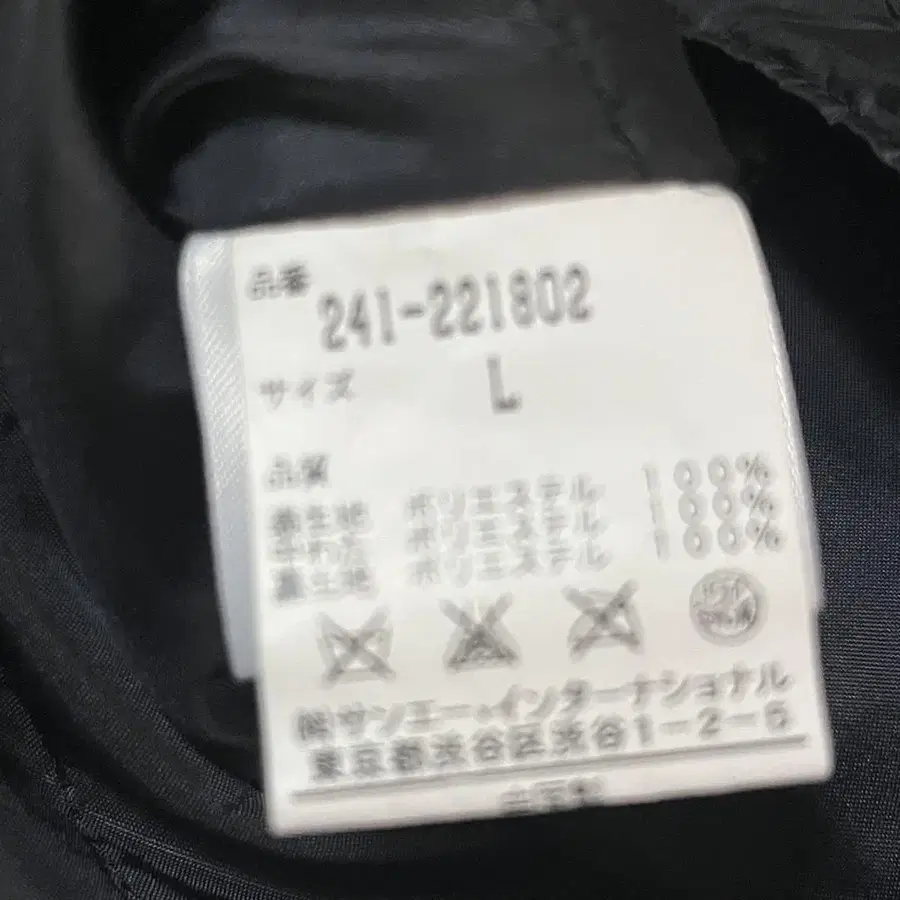 品番
241-221802
サイズ L
品質
表生地 ポリエステル 100%
中わた ポリエステル 100%
裏生地 ポリエステル 100%
㈱サンエー・インターナショナル
東京都渋谷区渋谷1-2-5